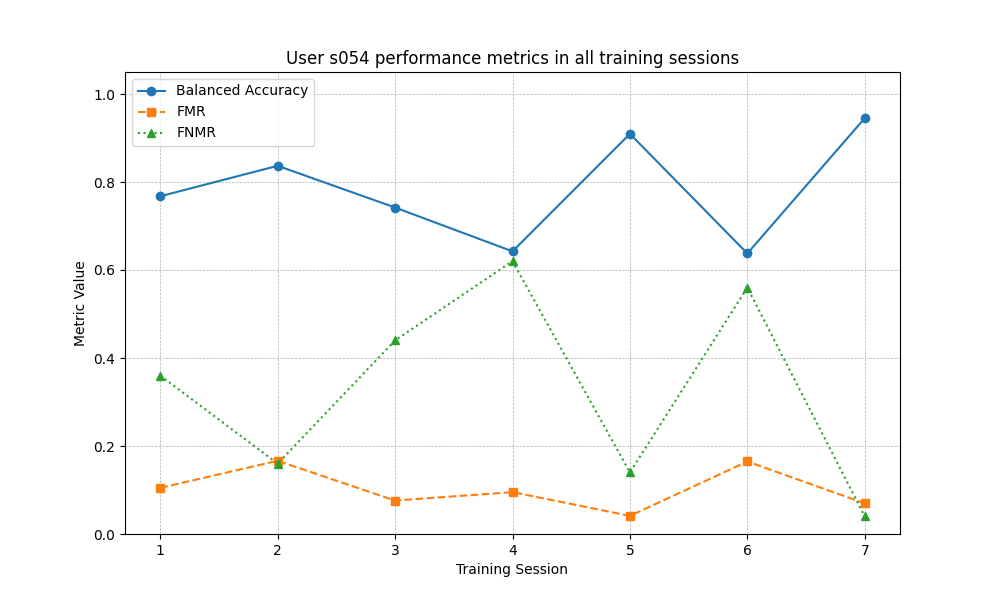 User s054 performance metrics in all training sessions
Balanced Accuracy
FMR
FNMR
1.0
0.8
0.6
0.4
0.2
0.0
Metric Value
1 2 3 4 5 6 7
Training Session